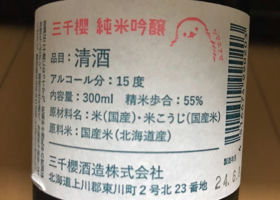 三千櫻 純米吟醸
品目：清酒
アルコール分：15度
内容量：300ml　精米歩合：55%
原材料名：米（国産）・米こうじ（国産米）
原料米：国産米（北海道産）
三千櫻酒造株式会社
北海道上川郡東川町２号北23番地